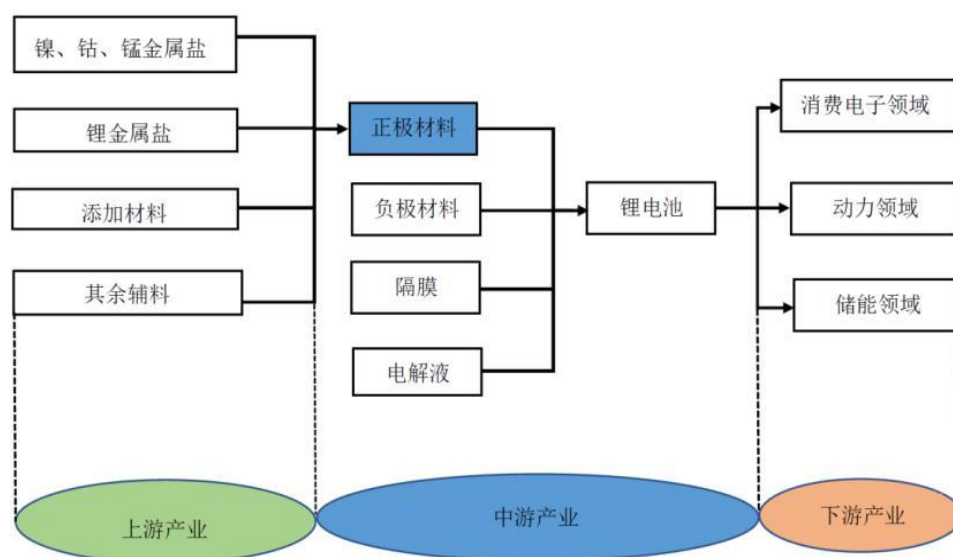 镍、钴、锰金属盐
锂金属盐
添加材料
其余辅料
正极材料
负极材料
隔膜
电解液
锂电池
消费电子领域
动力领域
储能领域
上游产业
中游产业
下游产业